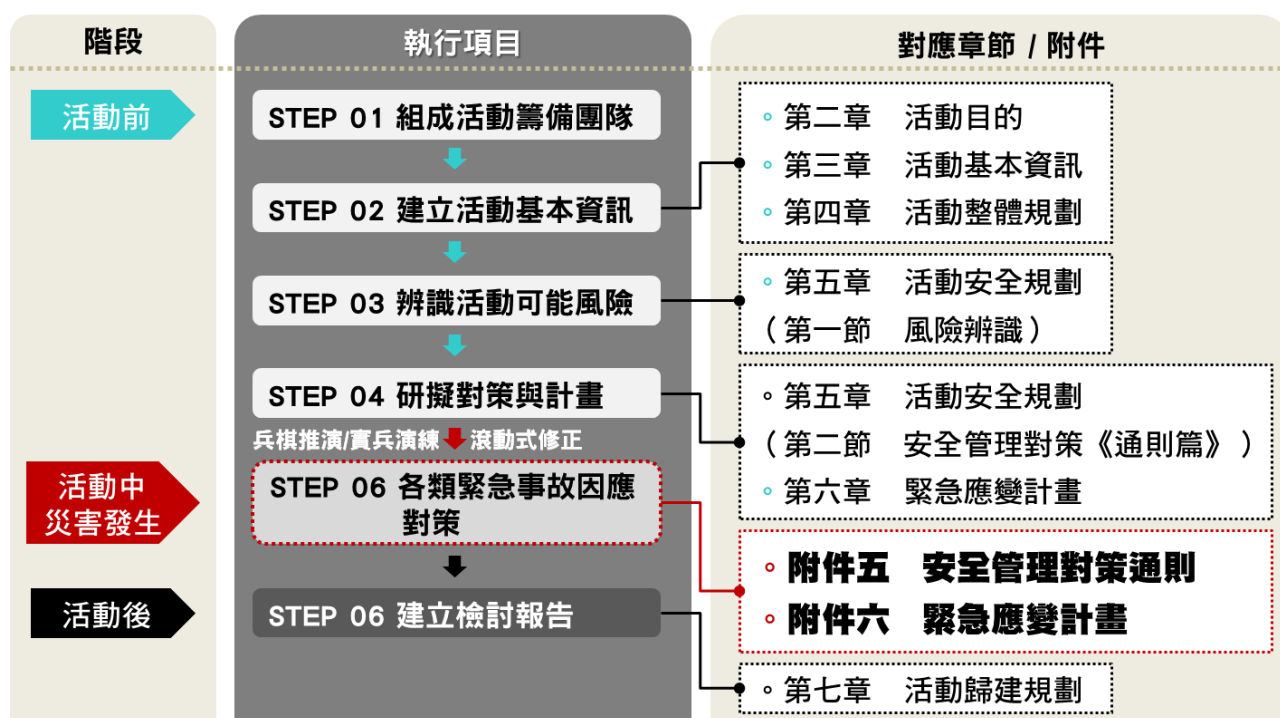 階段
執行項目
對應章節 / 附件
活動前
STEP 01 組成活動籌備團隊
STEP 02 建立活動基本資訊
。第二章　活動目的
。第三章　活動基本資訊
。第四章　活動整體規劃
STEP 03 辨識活動可能風險
。第五章　活動安全規劃
（第一節　風險辨識）
STEP 04 研擬對策與計畫
兵棋推演/實兵演練
滾動式修正
。第五章　活動安全規劃
（第二節　安全管理對策《通則篇》）
。第六章　緊急應變計畫
活動中
災害發生
STEP 06 各類緊急事故因應
對策
。附件五　安全管理對策通則
。附件六　緊急應變計畫
活動後
STEP 06 建立檢討報告
。第七章　活動歸建規劃